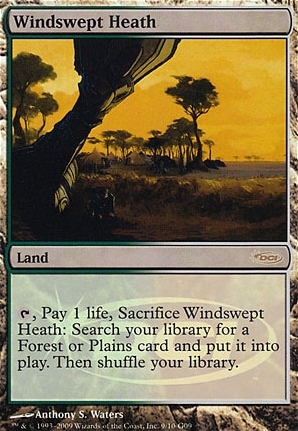 Windswept Heath
Land
DCI
, Pay 1 life, Sacrifice Windswept
Heath: Search your library for a
Forest or Plains card and put it into
play. Then shuffle your library.
Anthony S. Waters
™ & © 1993–2009 Wizards of the Coast, Inc. 9/10 G09